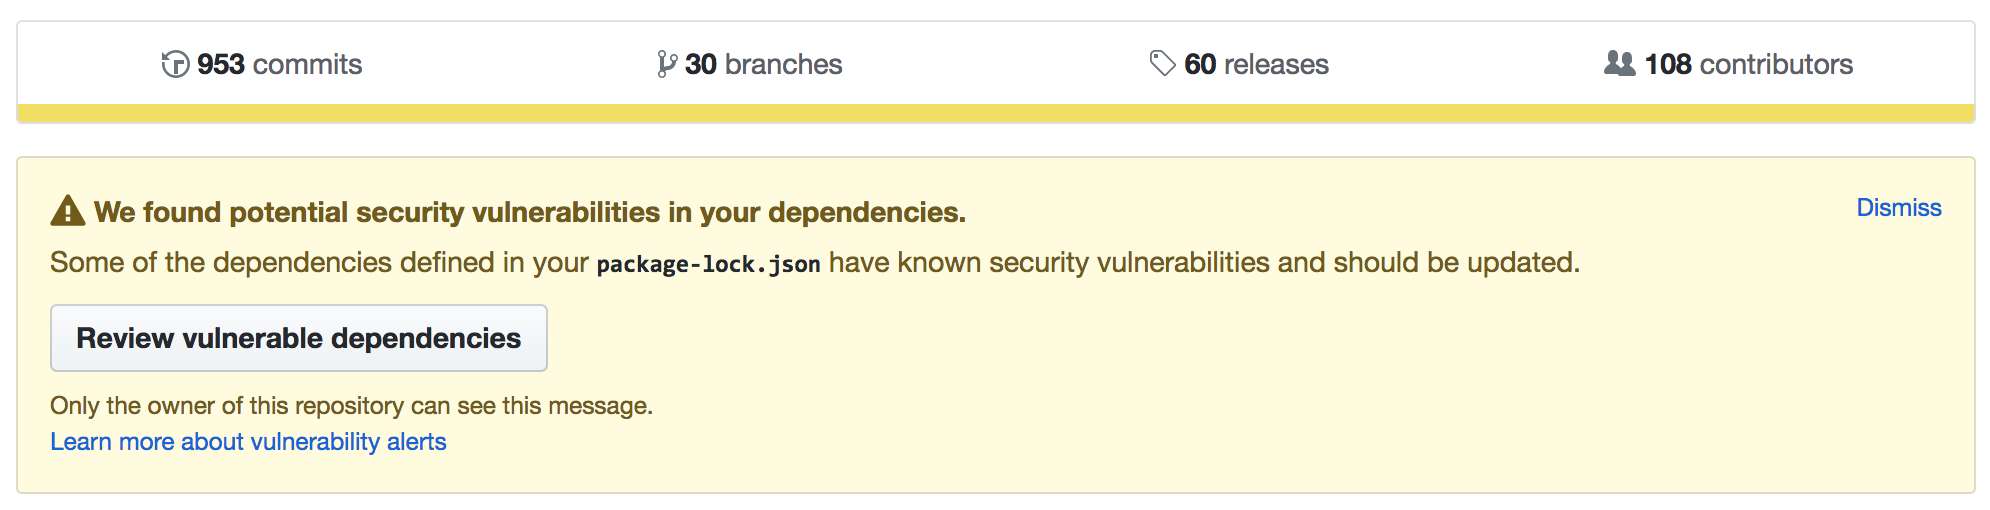 953 commits 30 branches 60 releases 108 contributors
We found potential security vulnerabilities in your dependencies.
Dismiss
Some of the dependencies defined in your package-lock.json have known security vulnerabilities and should be updated.
Review vulnerable dependencies
Only the owner of this repository can see this message.
Learn more about vulnerability alerts